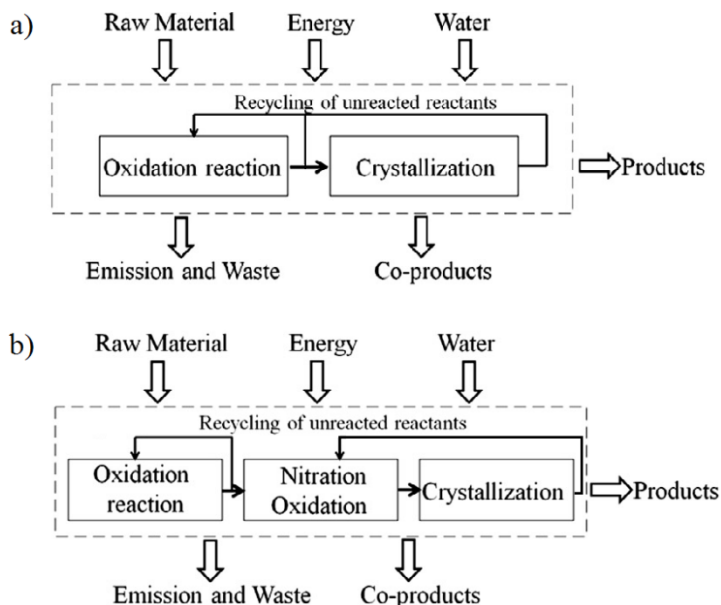 a)
Raw Material Energy Water
Recycling of unreacted reactants
Oxidation reaction Crystallization
Products
Emission and Waste Co-products
b)
Raw Material Energy Water
Recycling of unreacted reactants
Oxidation
reaction
Nitration
Oxidation
Crystallization
Products
Emission and Waste Co-products